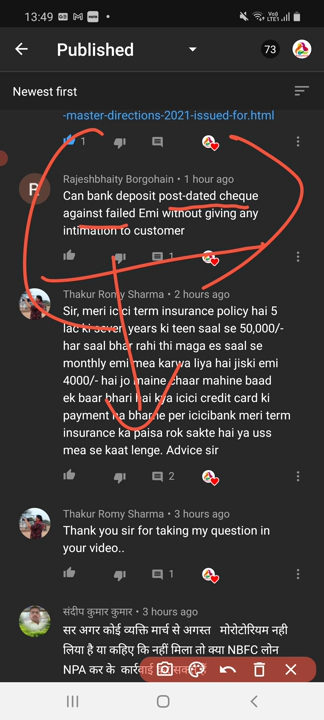 13:49
Vo))
LTE1
Published
73
Newest first
-master-directions-2021-issued-for.html
1
R
Rajeshbhaity Borgohain • 1 hour ago
Can bank deposit post-dated cheque
against failed Emi without giving any
intimation to customer
1
Thakur Romy Sharma • 2 hours ago
Sir, meri icici term insurance policy hai 5
lac ki seven years ki teen saal se 50,000/-
har saal bhar rahi thi maga es saal se
monthly emi mea karwa liya hai jiski emi
4000/- hai jo maine chaar mahine baad
ek baar bhari hai kya icici credit card ki
payment na bharne per icicibank meri term
insurance ka paisa rok sakte hai ya uss
mea se kaat lenge. Advice sir
2
Thakur Romy Sharma • 3 hours ago
Thank you sir for taking my question in
your video..
1
संदीप कुमार कुमार • 3 hours ago
सर अगर कोई व्यक्ति मार्च से अगस्त मोरोटोरियम नही
लिया है या कहिए कि नहीं मिला तो क्या NBFC लोन
NPA कर के